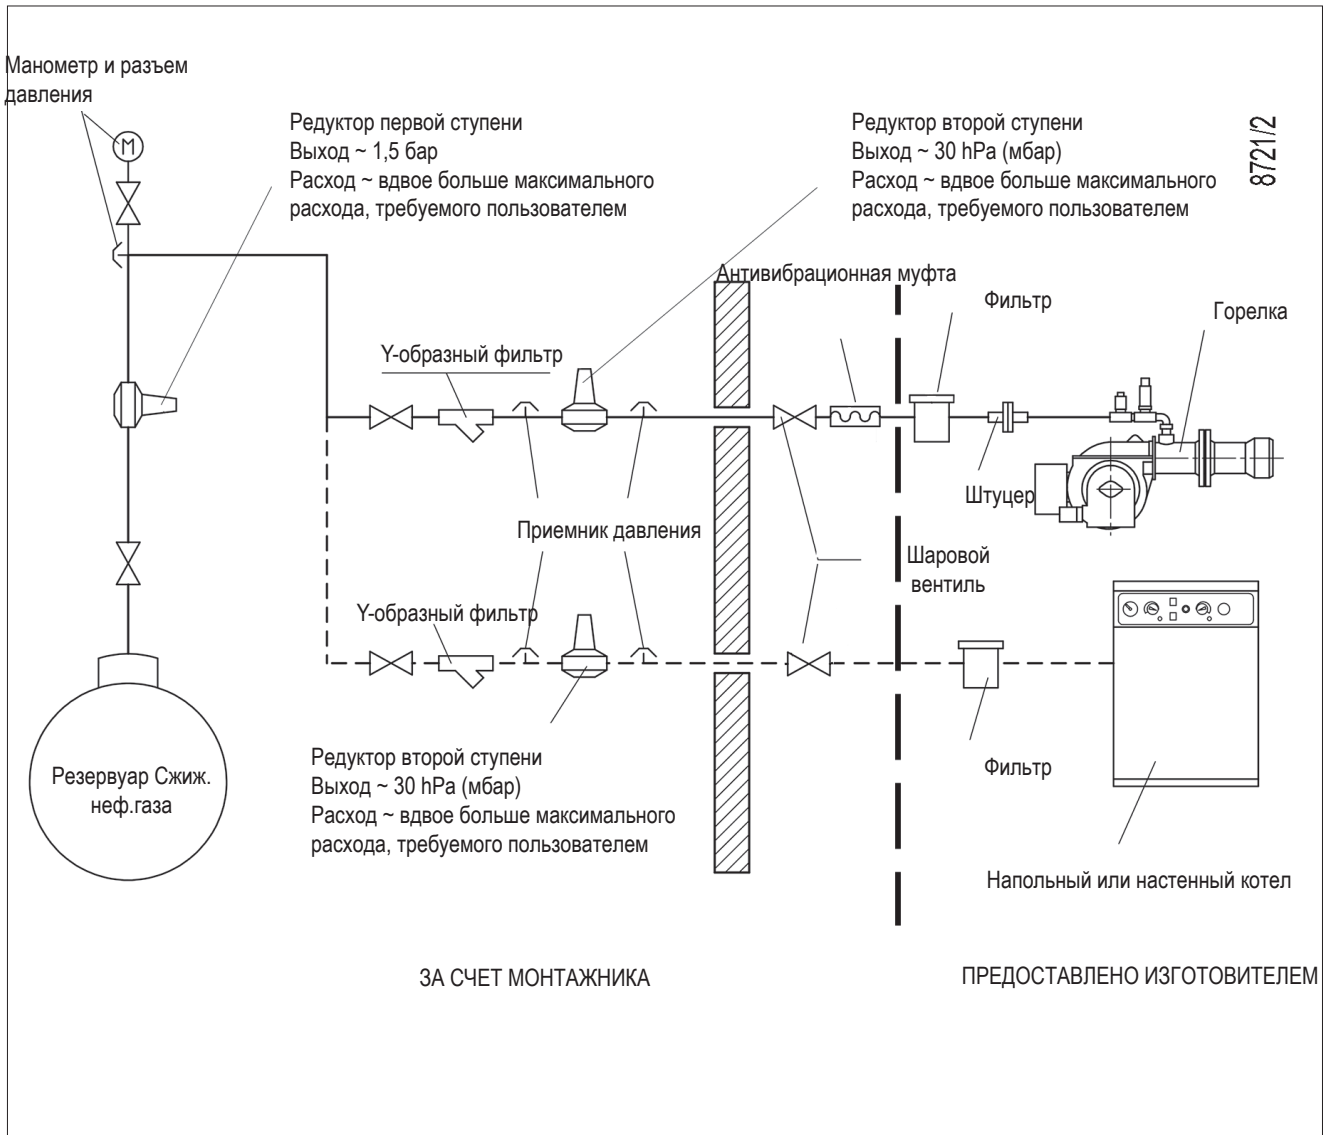 Манометр и разъем
давления
М
Редуктор первой ступени
Выход ~ 1,5 бар
Расход ~ вдвое больше максимального
расхода, требуемого пользователем
Редуктор второй ступени
Выход ~ 30 hPa (мбар)
Расход ~ вдвое больше максимального
расхода, требуемого пользователем
8721/2
Антивибрационная муфта
Фильтр
Горелка
Y-образный фильтр
Штуцер
Приемник давления
Шаровой
вентиль
Y-образный фильтр
Резервуар Сжиж.
неф.газа
Редуктор второй ступени
Выход ~ 30 hPa (мбар)
Расход ~ вдвое больше максимального
расхода, требуемого пользователем
Фильтр
Напольный или настенный котел
ЗА СЧЕТ МОНТАЖНИКА
ПРЕДОСТАВЛЕНО ИЗГОТОВИТЕЛЕМ